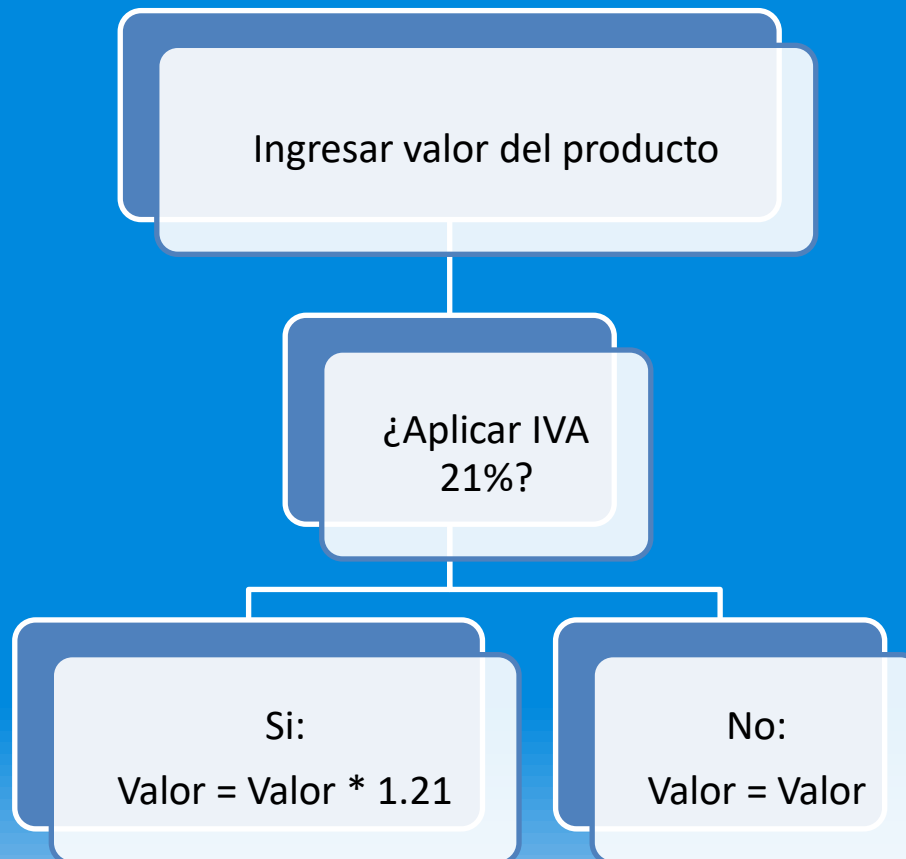 Ingresar valor del producto
¿Aplicar IVA
21%?
Si:
Valor = Valor * 1.21
No:
Valor = Valor